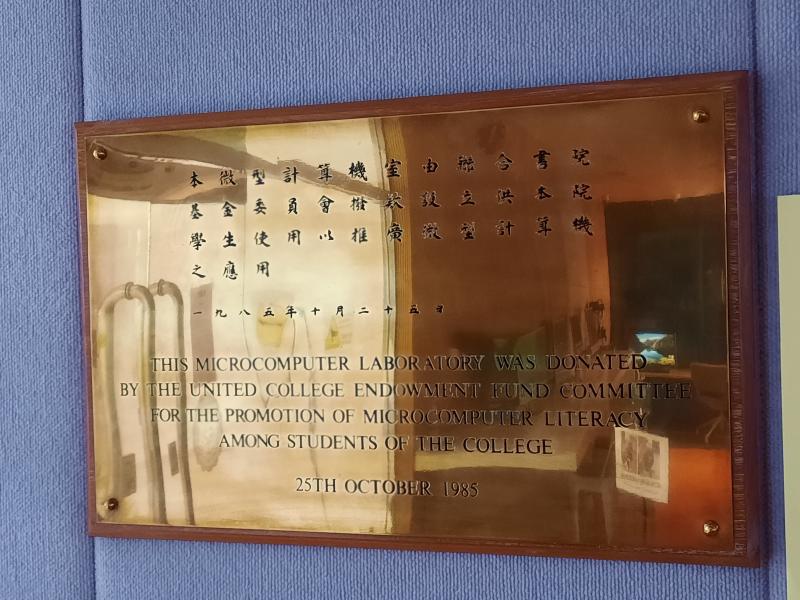 本微型計算機室由聯合書院
基金委員會撥欵設立供本院
學生使用以推廣微型計算機
之應用
一九八五年十月二十五日
THIS MICROCOMPUTER LABORATORY WAS DONATED
BY THE UNITED COLLEGE ENDOWMENT FUND COMMITTEE
FOR THE PROMOTION OF MICROCOMPUTER LITERACY
AMONG STUDENTS OF THE COLLEGE
25TH OCTOBER 1985